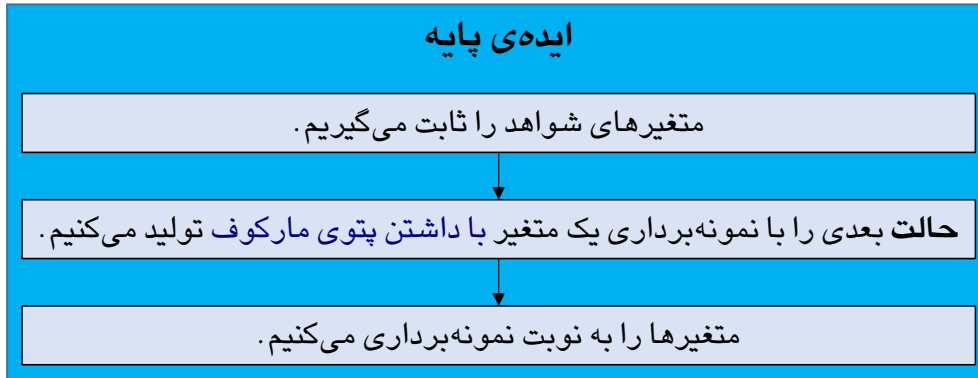 ایده‌ی پایه
متغیرهای شواهد را ثابت می‌گیریم.
حالت بعدی را با نمونه‌برداری یک متغیر با داشتن پتوی مارکوف تولید می‌کنیم.
متغیرها را به نوبت نمونه‌برداری می‌کنیم.